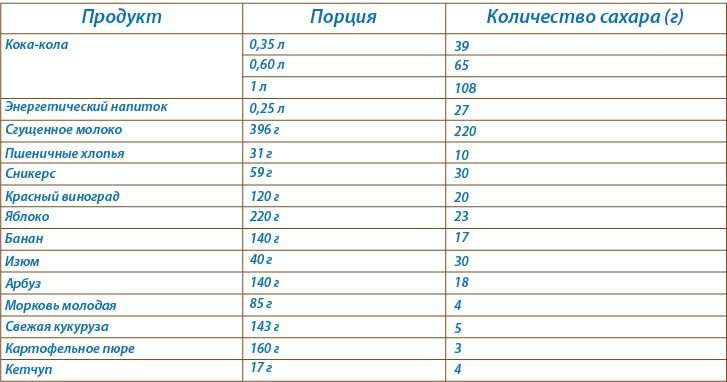 Продукт Порция Количество сахара (г)
Кока-кола 0,35 л 39
0,60 л 65
1 л 108
Энергетический напиток 0,25 л 27
Сгущенное молоко 396 г 220
Пшеничные хлопья 31 г 10
Сникерс 59 г 30
Красный виноград 120 г 20
Яблоко 220 г 23
Банан 140 г 17
Изюм 40 г 30
Арбуз 140 г 18
Морковь молодая 85 г 4
Свежая кукуруза 143 г 5
Картофельное пюре 160 г 3
Кетчуп 17 г 4